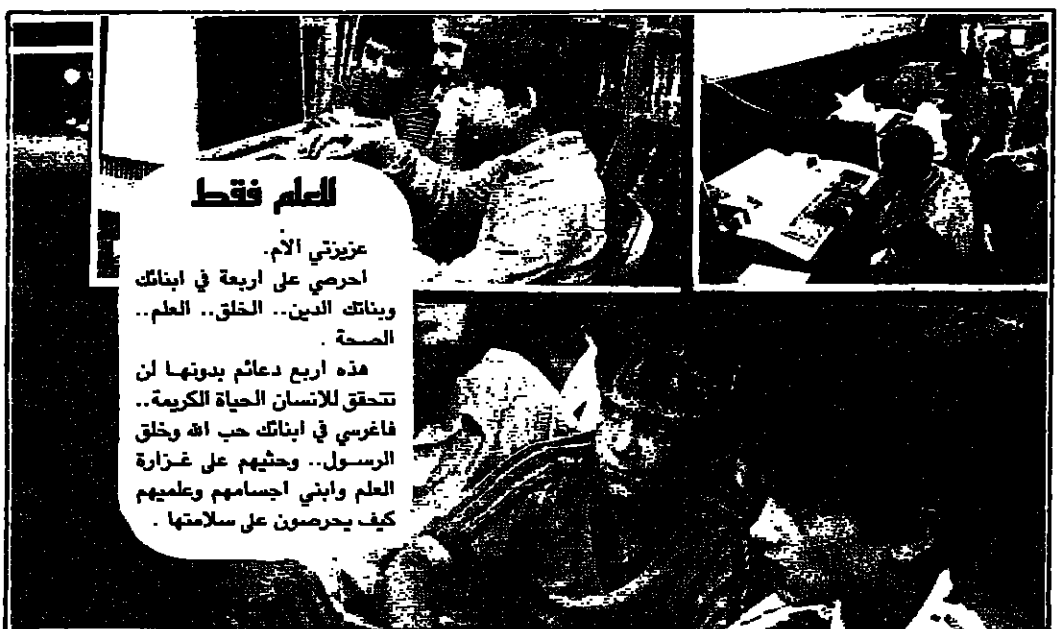 للعلم فقط
عزيزتي الأم.
احرصي على اربعة في ابنائك
وبناتك الدين.. الخلق.. العلم..
الصحة .
هذه اربع دعائم بدونها لن
تتحقق للانسان الحياة الكريمة..
فاغرسي في ابنائك حب الله وخلق
الرسول.. وحثيهم على غزارة
العلم وابني اجسامهم وعلميهم
كيف يحرصون على سلامتها .